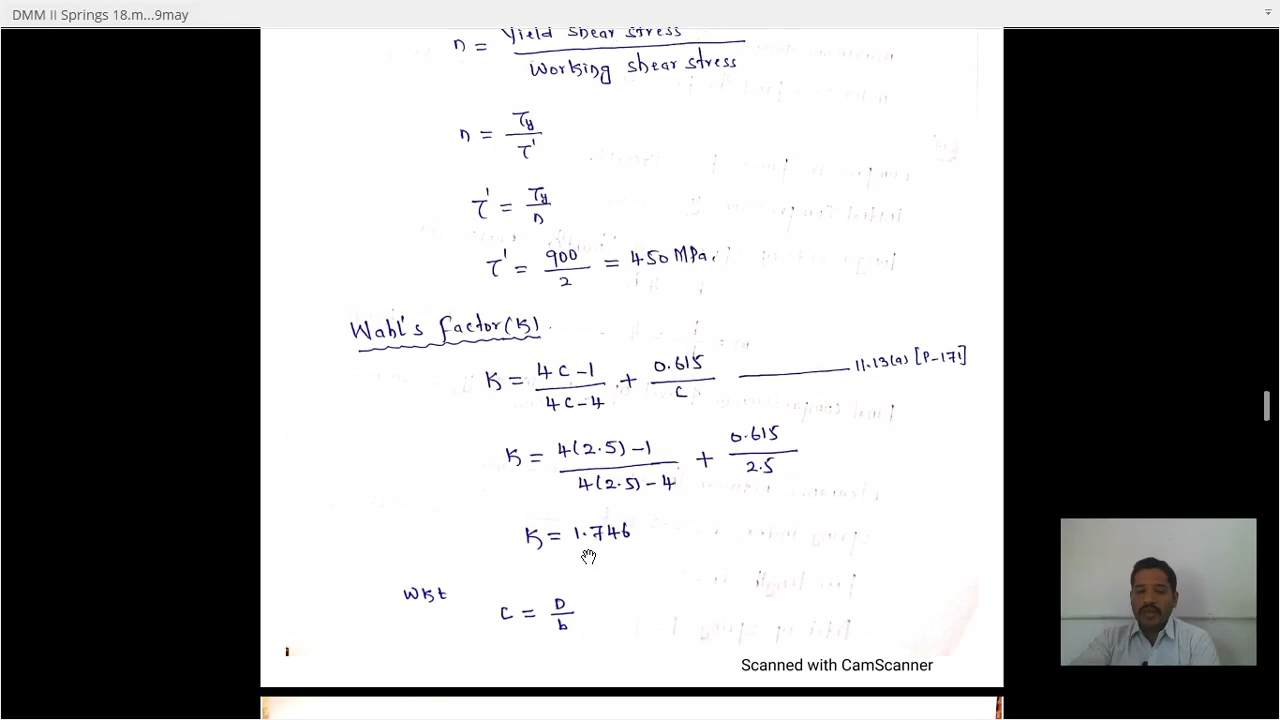 DMM II Springs 18.m...9may
n = Yield shear stress / Working shear stress
n = τy / τ'
τ' = τy / n
τ' = 900 / 2 = 450 MPa.
Wahl's factor(K).
K = 4C-1 / 4C-4 + 0.615 / C 11.13(a) [P-171]
K = 4(2.5)-1 / 4(2.5)-4 + 0.615 / 2.5
K = 1.746
WKt C = D / b
Scanned with CamScanner